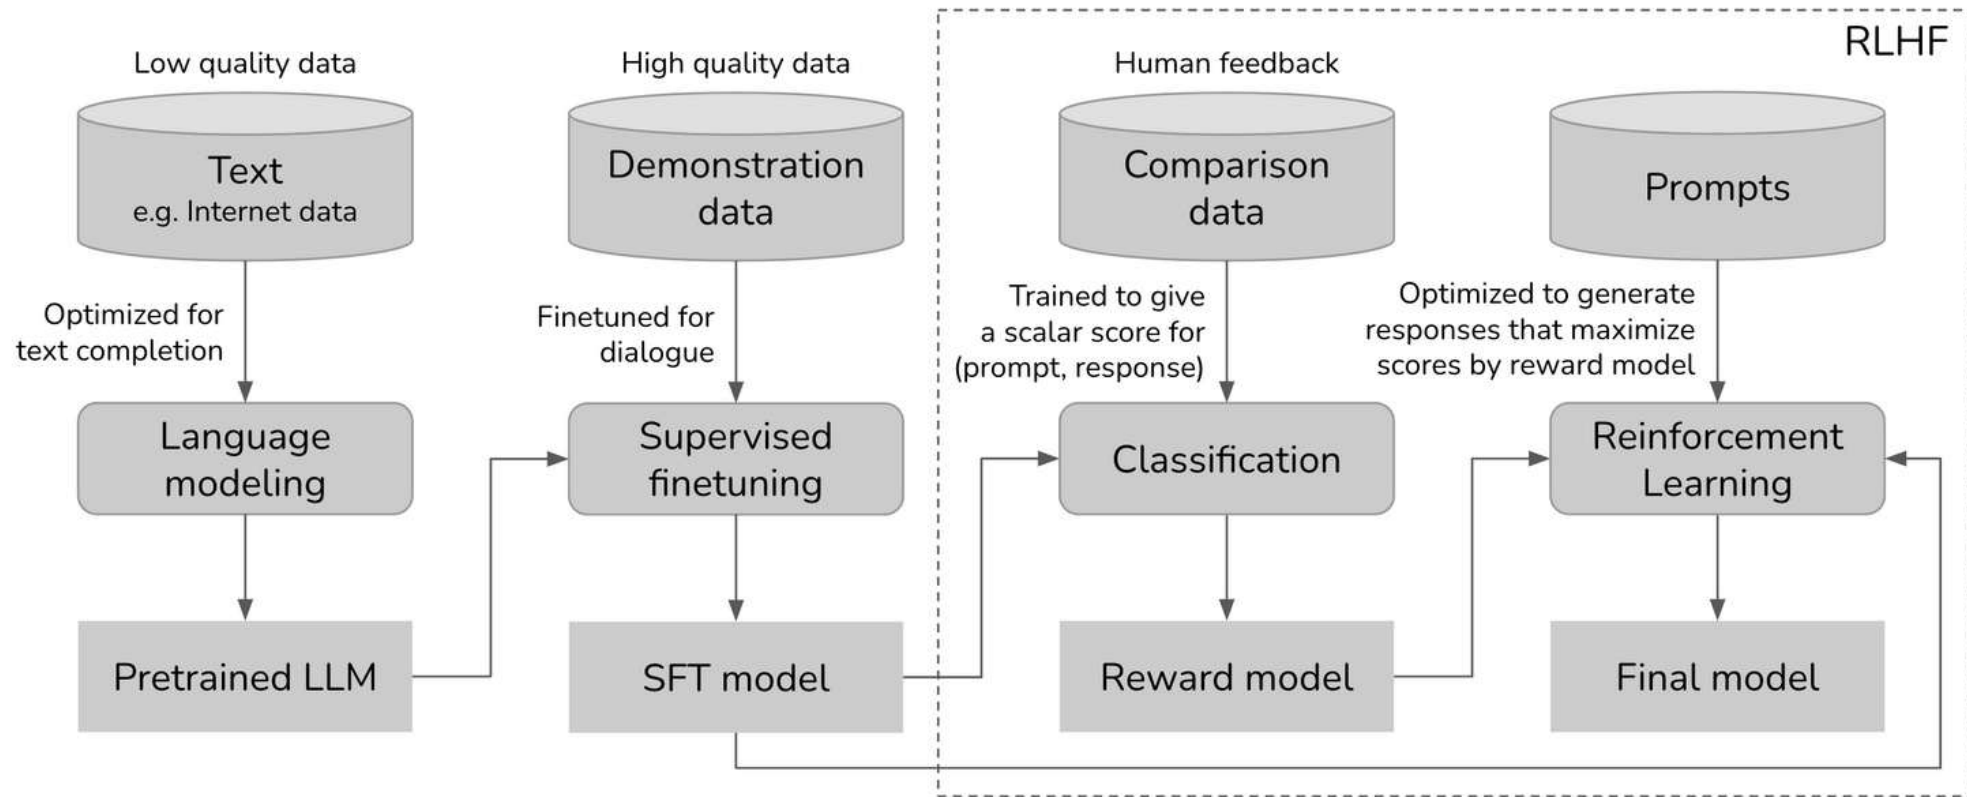 RLHF
Low quality data
Text
e.g. Internet data
Optimized for
text completion
Language
modeling
Pretrained LLM
High quality data
Demonstration
data
Finetuned for
dialogue
Supervised
finetuning
SFT model
Human feedback
Comparison
data
Trained to give
a scalar score for
(prompt, response)
Classification
Reward model
Prompts
Optimized to generate
responses that maximize
scores by reward model
Reinforcement
Learning
Final model